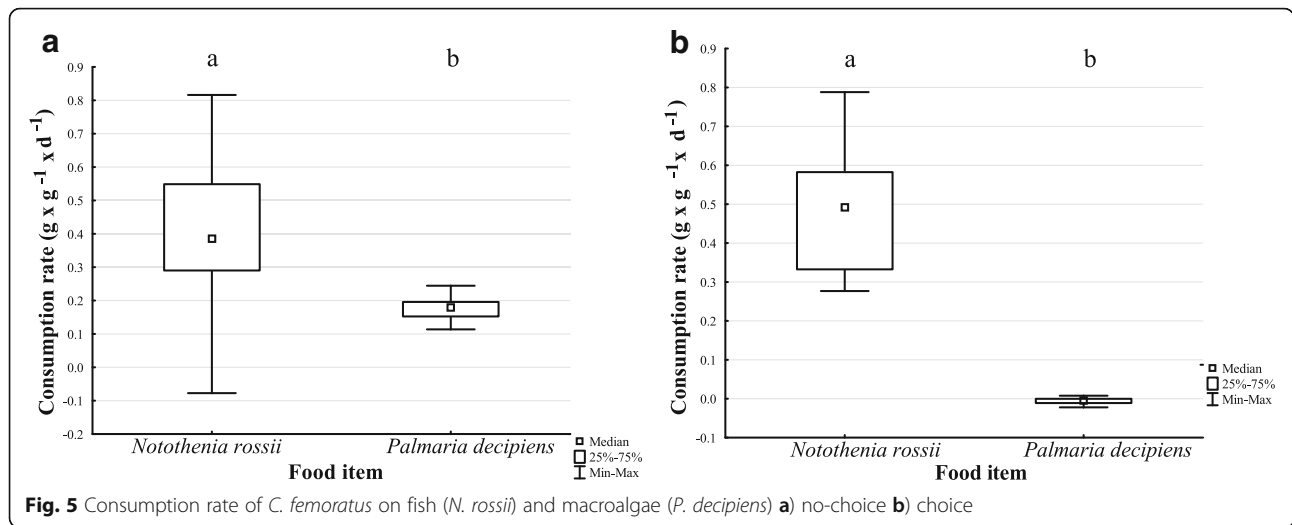 a
a b
0.9
0.8
0.7
0.6
0.5
0.4
0.3
0.2
0.1
0.0
-0.1
-0.2
Consumption rate (g x g -1 x d -1)
Notothenia rossii Palmaria decipiens
Food item
Median
25%-75%
Min-Max
b
a b
0.9
0.8
0.7
0.6
0.5
0.4
0.3
0.2
0.1
0.0
-0.1
Consumption rate (g x g -1 x d -1)
Notothenia rossii Palmaria decipiens
Food item
Median
25%-75%
Min-Max
Fig. 5 Consumption rate of C. femoratus on fish (N. rossii) and macroalgae (P. decipiens) a) no-choice b) choice